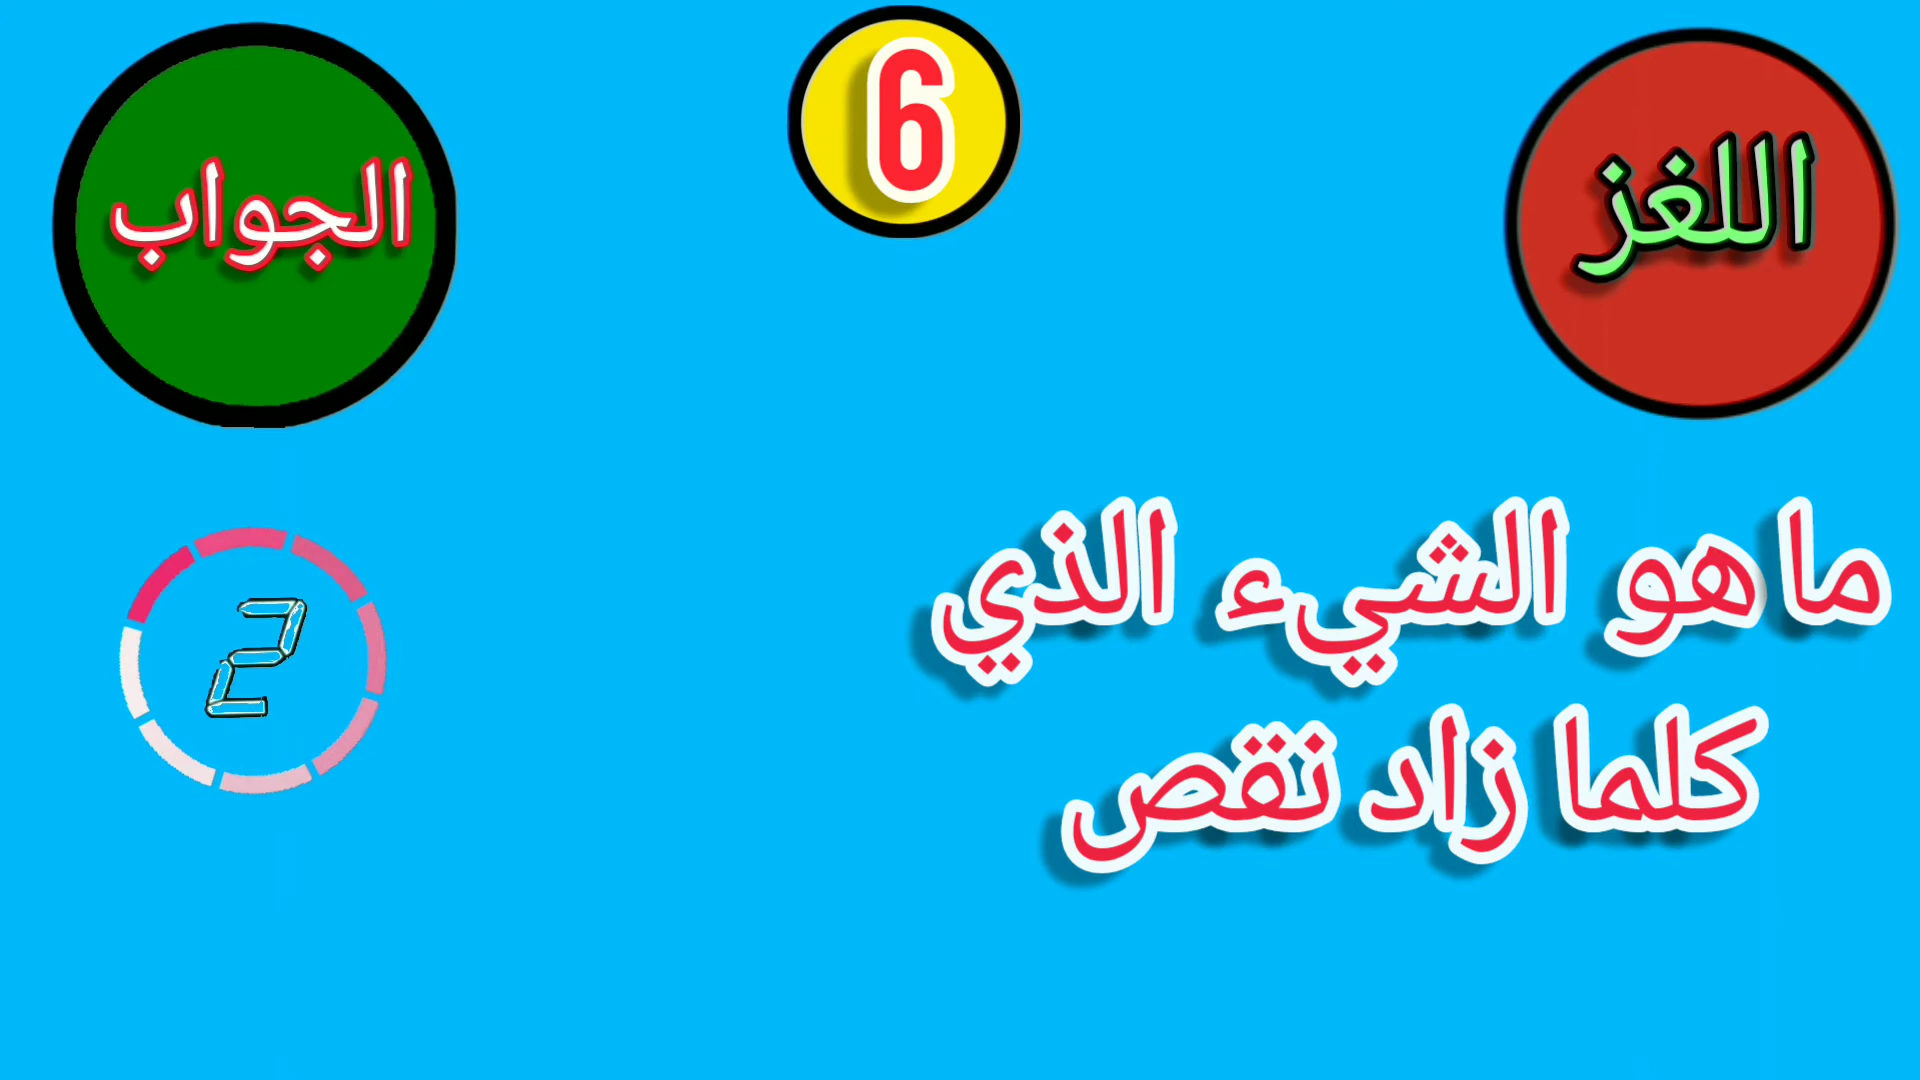 اللغز
6
الجواب
ما هو الشيء الذي
كلما زاد نقص
2